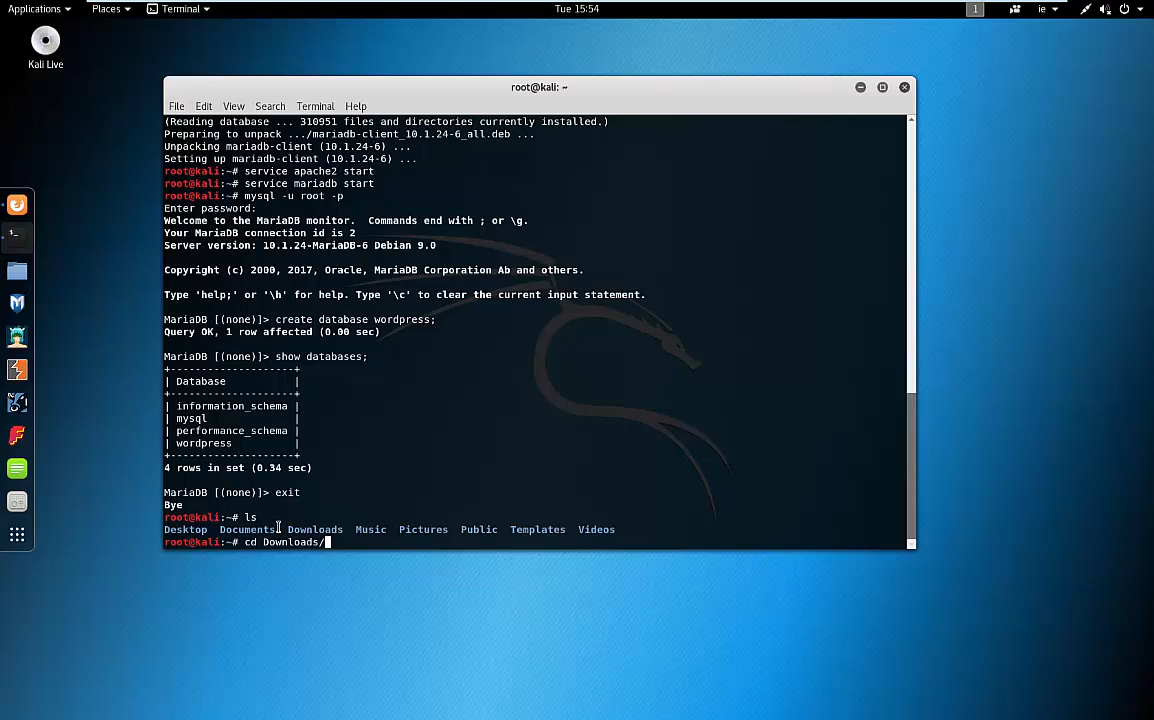 Applications Places Terminal Tue 15:54 1 ie
Kali Live
root@kali: ~
File Edit View Search Terminal Help
(Reading database ... 310951 files and directories currently installed.)
Preparing to unpack .../mariadb-client_10.1.24-6_all.deb ...
Unpacking mariadb-client (10.1.24-6) ...
Setting up mariadb-client (10.1.24-6) ...
root@kali:~# service apache2 start
root@kali:~# service mariadb start
root@kali:~# mysql -u root -p
Enter password:
Welcome to the MariaDB monitor.  Commands end with ; or \g.
Your MariaDB connection id is 2
Server version: 10.1.24-MariaDB-6 Debian 9.0
Copyright (c) 2000, 2017, Oracle, MariaDB Corporation Ab and others.
Type 'help;' or '\h' for help. Type '\c' to clear the current input statement.
MariaDB [(none)]> create database wordpress;
Query OK, 1 row affected (0.00 sec)
MariaDB [(none)]> show databases;
+--------------------+
| Database           |
+--------------------+
| information_schema |
| mysql              |
| performance_schema |
| wordpress          |
+--------------------+
4 rows in set (0.34 sec)
MariaDB [(none)]> exit
Bye
root@kali:~# ls
Desktop  Documents  Downloads  Music  Pictures  Public  Templates  Videos
root@kali:~# cd Downloads/